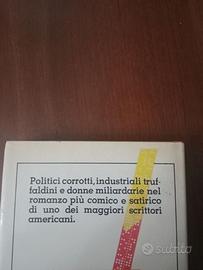 Politici corrotti, industriali truf-
faldini e donne miliardarie nel
romanzo più comico e satirico
di uno dei maggiori scrittori
americani.
subito